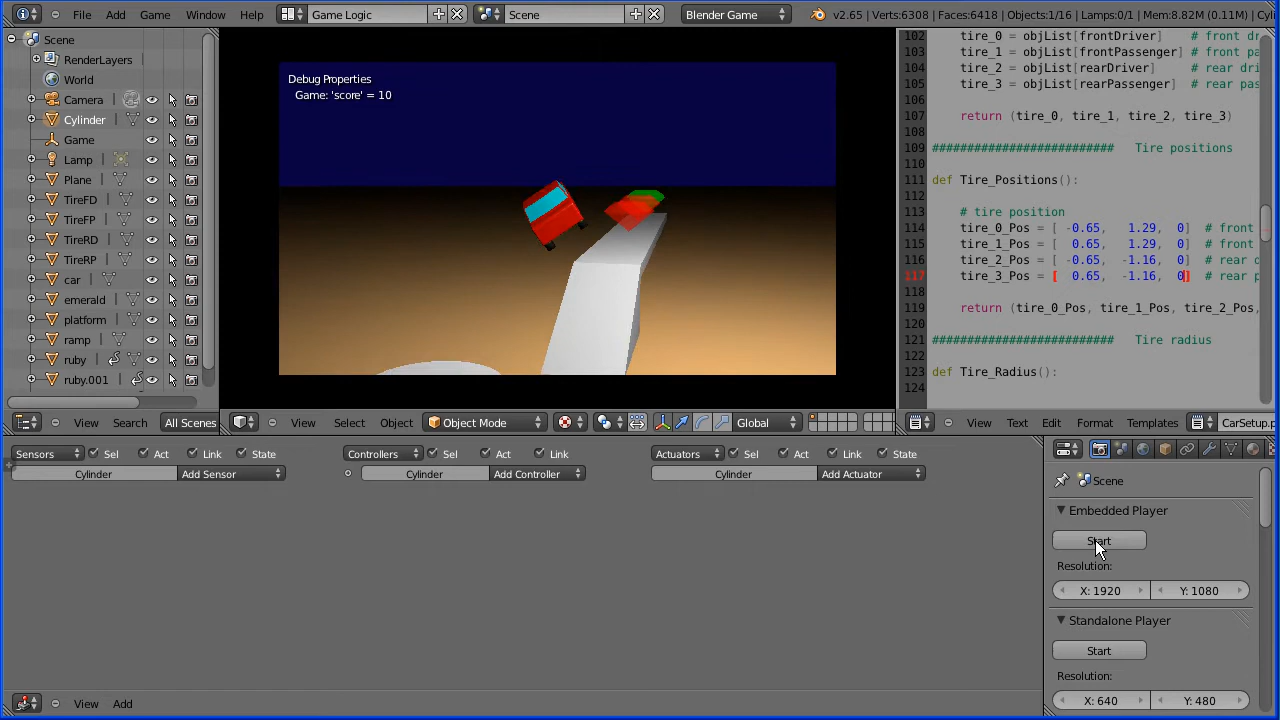 File Add Game Window Help Game Logic Scene Blender Game v2.65 | Verts:6308 | Faces:6418 | Objects:1/16 | Lamps:0/1 | Mem:8.82M (0.11M) | Cyli
Scene
RenderLayers
World
Camera
Cylinder
Game
Lamp
Plane
TireFD
TireFP
TireRD
TireRP
car
emerald
platform
ramp
ruby
ruby.001
View Search All Scenes
Debug Properties
Game: 'score' = 10
View Select Object Object Mode Global
102 tire_0 = objList[frontDriver] # front dr
103 tire_1 = objList[frontPassenger] # front pa
104 tire_2 = objList[rearDriver] # rear dri
105 tire_3 = objList[rearPassenger] # rear pas
106
107 return (tire_0, tire_1, tire_2, tire_3)
108
109 ########################## Tire positions
110
111 def Tire_Positions():
112
113 # tire position
114 tire_0_Pos = [ -0.65, 1.29, 0] # front
115 tire_1_Pos = [ 0.65, 1.29, 0] # front
116 tire_2_Pos = [ -0.65, -1.16, 0] # rear d
117 tire_3_Pos = [ 0.65, -1.16, 0] # rear p
118
119 return (tire_0_Pos, tire_1_Pos, tire_2_Pos,
120
121 ########################## Tire radius
122
123 def Tire_Radius():
124
View Text Edit Format Templates CarSetup.p
Sensors Sel Act Link State Controllers Sel Act Link Actuators Sel Act Link State
Cylinder Add Sensor Cylinder Add Controller Cylinder Add Actuator
View Add
Scene
Embedded Player
Start
Resolution:
X: 1920 Y: 1080
Standalone Player
Start
Resolution:
X: 640 Y: 480